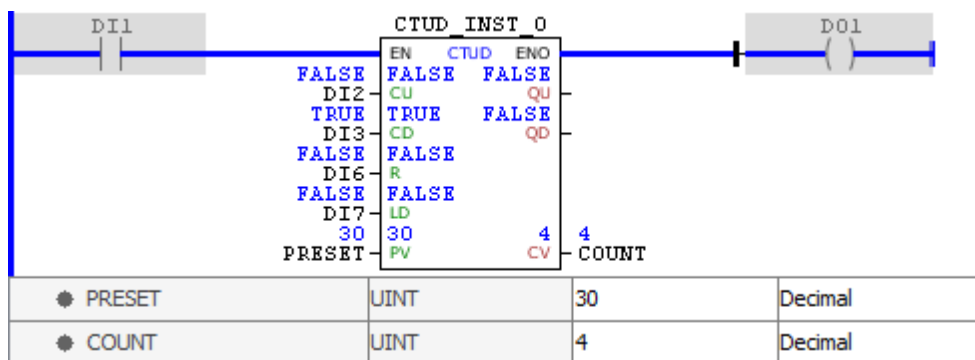 DI1 CTUD_INST_0 DO1
EN CTUD ENO
FALSE FALSE FALSE
DI2 CU QU
TRUE TRUE FALSE
DI3 CD QD
FALSE FALSE
DI6 R
FALSE FALSE
DI7 LD
30 30 4 4
PRESET PV CV COUNT
PRESET UINT 30 Decimal
COUNT UINT 4 Decimal